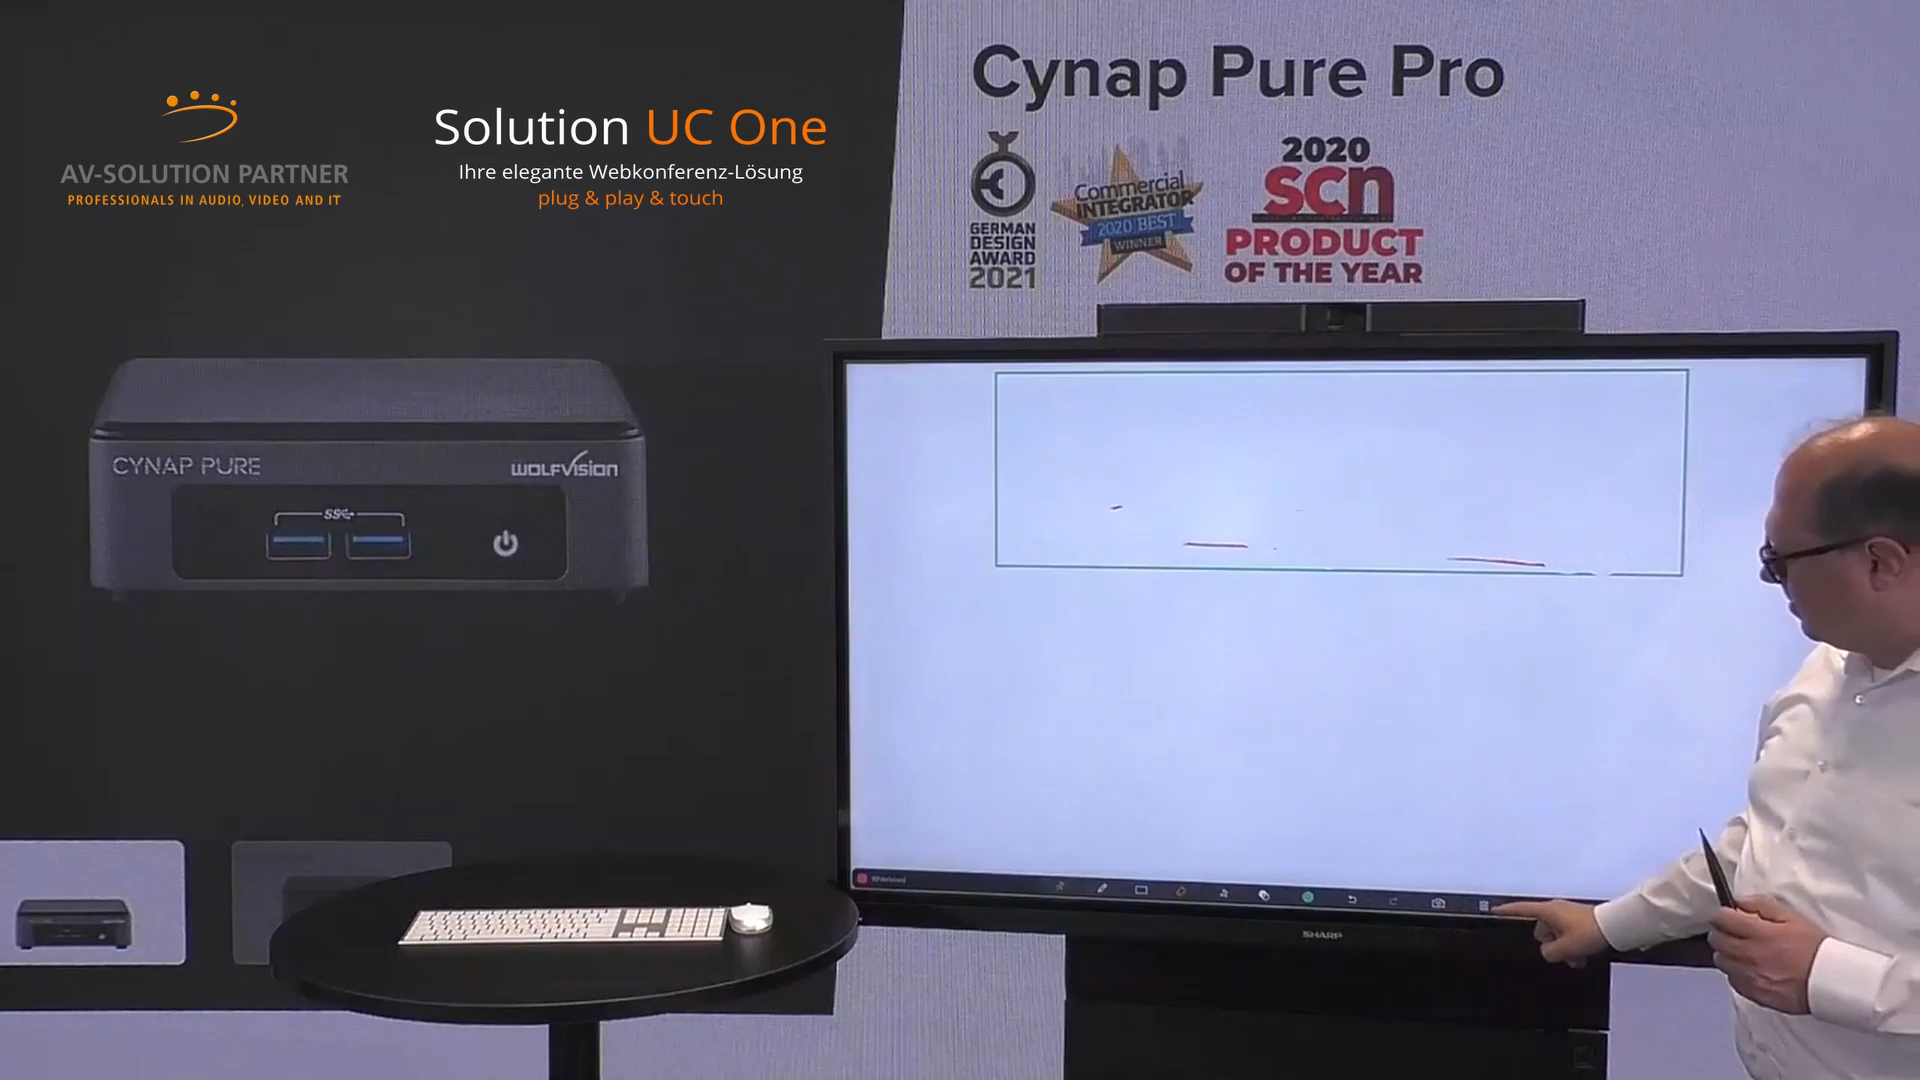 Cynap Pure Pro
Solution UC One
Ihre elegante Webkonferenz-Lösung
plug & play & touch
AV-SOLUTION PARTNER
PROFESSIONALS IN AUDIO, VIDEO AND IT
GERMAN
DESIGN
AWARD
2021
Commercial
INTEGRATOR
2020 BEST
WINNER
2020
scn
PRODUCT
OF THE YEAR
CYNAP PURE
WOLFVISION
SS
Whiteboard
SHARP